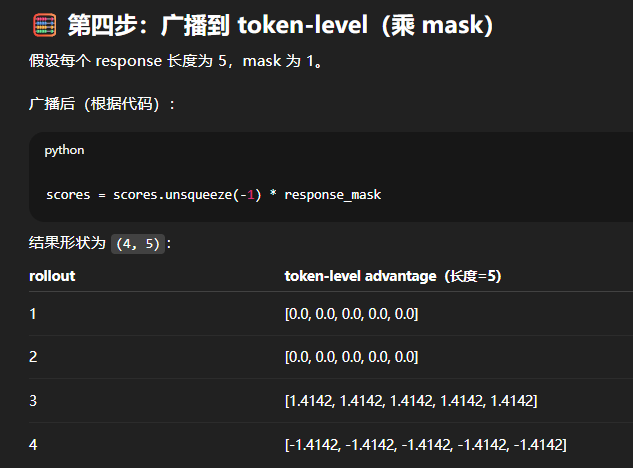 🧮 第四步：广播到 token-level（乘 mask）
假设每个 response 长度为 5，mask 为 1。
广播后（根据代码）：
python
scores = scores.unsqueeze(-1) * response_mask
结果形状为 (4, 5)：
rollout token-level advantage（长度=5）
1 [0.0, 0.0, 0.0, 0.0, 0.0]
2 [0.0, 0.0, 0.0, 0.0, 0.0]
3 [1.4142, 1.4142, 1.4142, 1.4142, 1.4142]
4 [-1.4142, -1.4142, -1.4142, -1.4142, -1.4142]